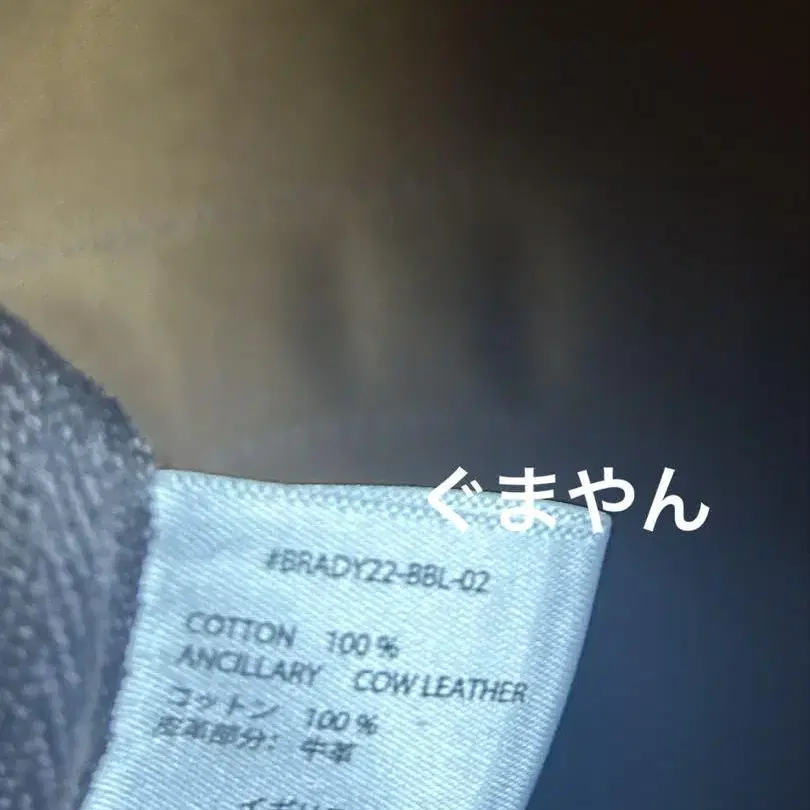 ぐまやん
#BRADY22-BBL-02
COTTON 100 %
ANCILLARY COW LEATHER
コットン 100 %
皮革部分: 牛革